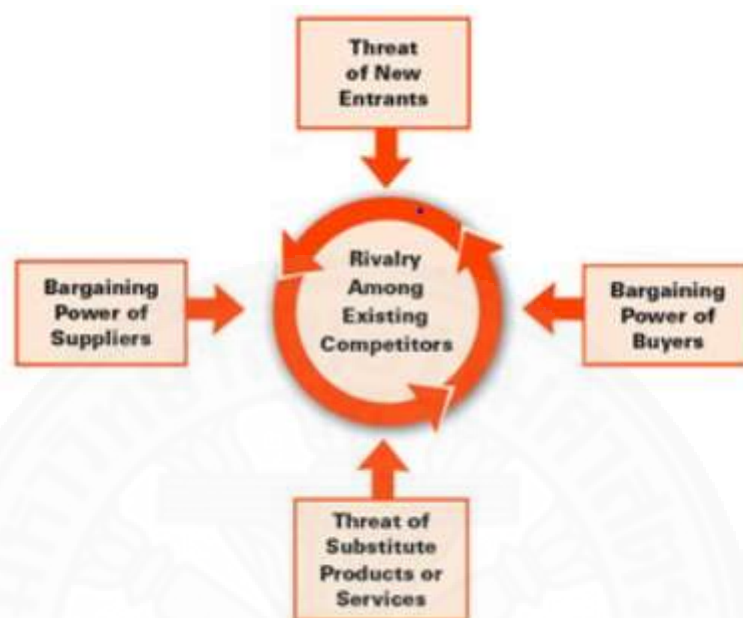 Threat
of New
Entrants
Rivalry
Among
Existing
Competitors
Bargaining
Power of
Suppliers
Bargaining
Power of
Buyers
Threat of
Substitute
Products or
Services